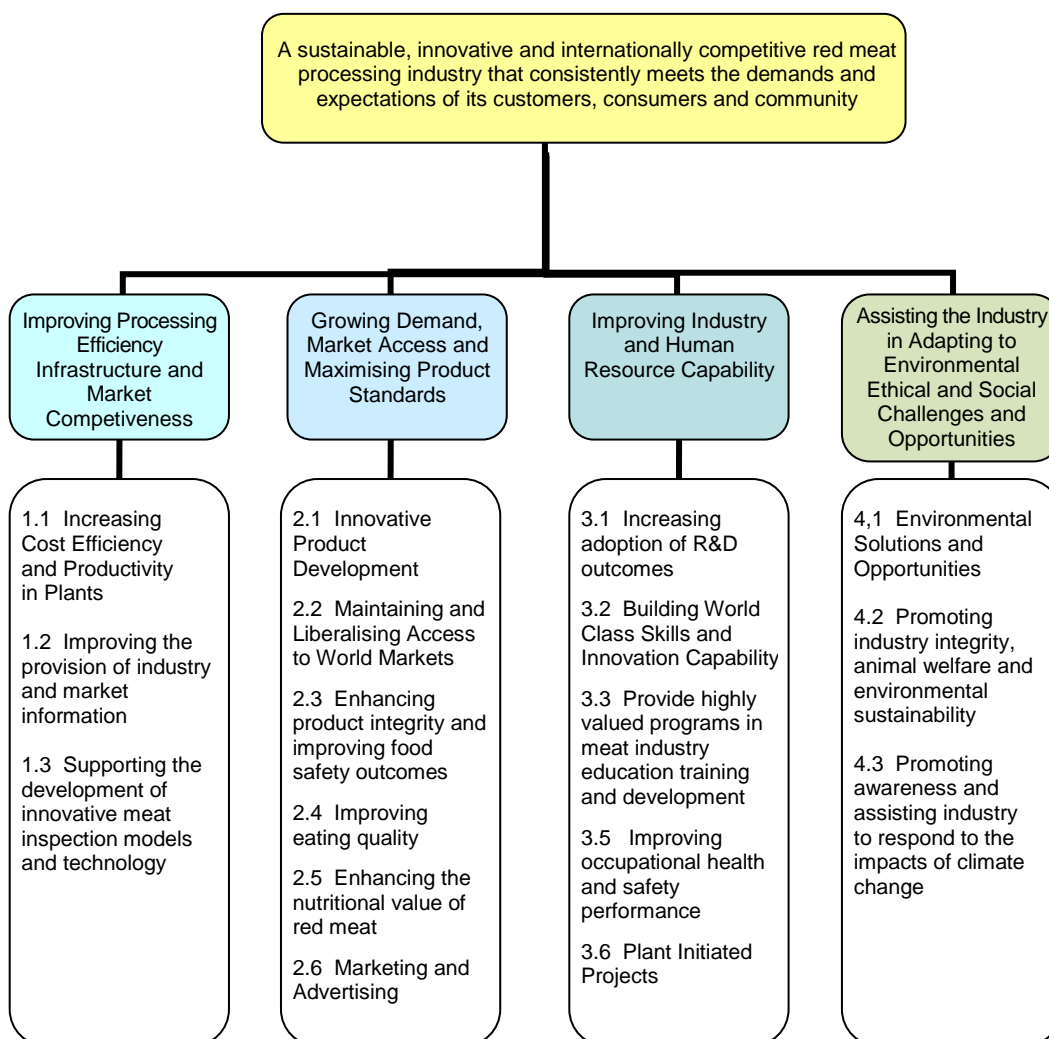 A sustainable, innovative and internationally competitive red meat
processing industry that consistently meets the demands and
expectations of its customers, consumers and community
Improving Processing
Efficiency
Infrastructure and
Market
Competiveness
Growing Demand,
Market Access and
Maximising Product
Standards
Improving Industry
and Human
Resource Capability
Assisting the Industry
in Adapting to
Environmental
Ethical and Social
Challenges and
Opportunities
1.1 Increasing
Cost Efficiency
and Productivity
in Plants
1.2 Improving the
provision of industry
and market
information
1.3 Supporting the
development of
innovative meat
inspection models
and technology
2.1 Innovative
Product
Development
2.2 Maintaining and
Liberalising Access
to World Markets
2.3 Enhancing
product integrity and
improving food
safety outcomes
2.4 Improving
eating quality
2.5 Enhancing the
nutritional value of
red meat
2.6 Marketing and
Advertising
3.1 Increasing
adoption of R&D
outcomes
3.2 Building World
Class Skills and
Innovation Capability
3.3 Provide highly
valued programs in
meat industry
education training
and development
3.5 Improving
occupational health
and safety
performance
3.6 Plant Initiated
Projects
4,1 Environmental
Solutions and
Opportunities
4.2 Promoting
industry integrity,
animal welfare and
environmental
sustainability
4.3 Promoting
awareness and
assisting industry
to respond to the
impacts of climate
change